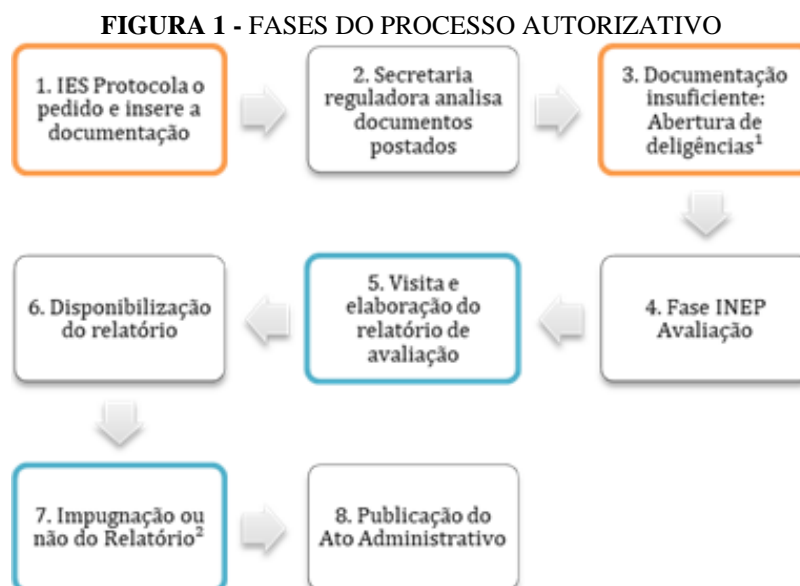 FIGURA 1 - FASES DO PROCESSO AUTORIZATIVO
1. IES Protocola o
pedido e insere a
documentação
2. Secretaria
reguladora analisa
documentos
postados
3. Documentação
insuficiente:
Abertura de
deligências¹
4. Fase INEP
Avaliação
5. Visita e
elaboração do
relatório de
avaliação
6. Disponibilização
do relatório
7. Impugnação ou
não do Relatório²
8. Publicação do
Ato Administrativo